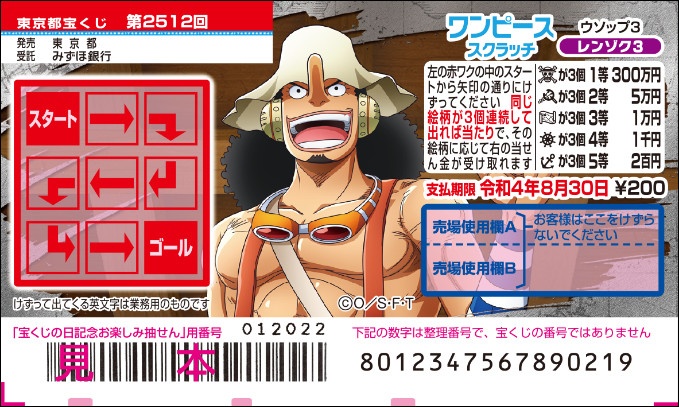 東京都宝くじ 第2512回
発売 東京都
受託 みずほ銀行
ワンピース
スクラッチ
ウソップ3
レンゾク3
スタート
ゴール
左の赤ワクの中のスター
トから矢印の通りにけ
ずってください 同じ
絵柄が3個連続して
出れば当たりで、その
絵柄に応じて右の当せ
ん金が受け取れます
が3個 1等 300万円
が3個 2等 5万円
が3個 3等 1万円
が3個 4等 1千円
が3個 5等 2百円
支払期限 令和4年8月30日 ¥200
売場使用欄A
お客様はここをけずら
ないでください
売場使用欄B
けずって出てくる英文字は業務用のものです
©O/S・F・T
「宝くじの日記念お楽しみ抽せん」用番号 012022
下記の数字は整理番号で、宝くじの番号ではありません
見本
8012347567890219